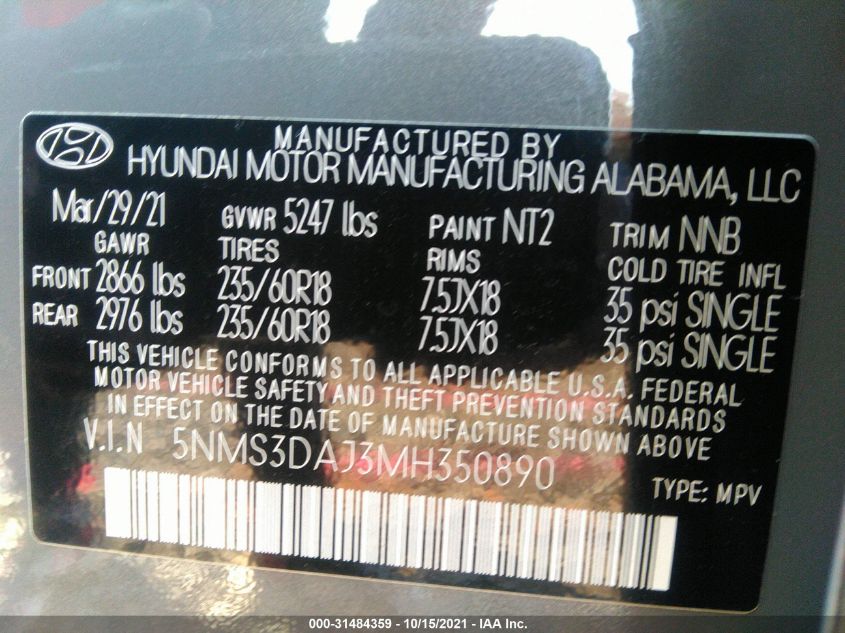 MANUFACTURED BY
HYUNDAI MOTOR MANUFACTURING ALABAMA, LLC
Mar/29/21 GVWR 5247 lbs PAINT NT2 TRIM NNB
GAWR TIRES RIMS COLD TIRE INFL
FRONT 2866 lbs 235/60R18 7.5JX18 35 psi SINGLE
REAR 2976 lbs 235/60R18 7.5JX18 35 psi SINGLE
THIS VEHICLE CONFORMS TO ALL APPLICABLE U.S.A. FEDERAL
MOTOR VEHICLE SAFETY AND THEFT PREVENTION STANDARDS
IN EFFECT ON THE DATE OF MANUFACTURE SHOWN ABOVE
V.I.N 5NMS3DAJ3MH350890
TYPE: MPV
000-31484359 - 10/15/2021 - IAA Inc.